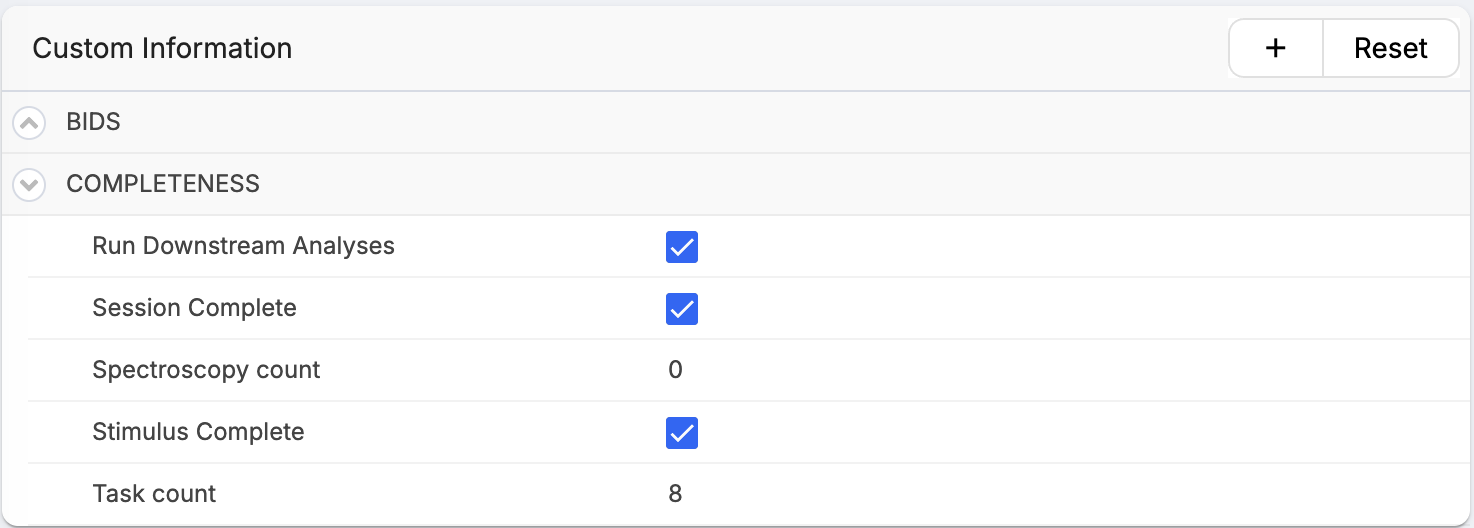 Custom Information + Reset
BIDS
COMPLETENESS
Run Downstream Analyses
Session Complete
Spectroscopy count 0
Stimulus Complete
Task count 8